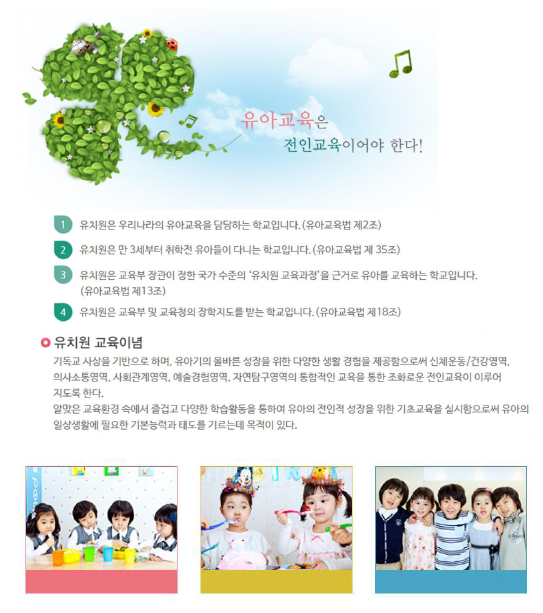 유아교육은
전인교육이어야 한다!
1 유치원은 우리나라의 유아교육을 담당하는 학교입니다. (유아교육법 제2조)
2 유치원은 만 3세부터 취학전 유아들이 다니는 학교입니다. (유아교육법 제 35조)
3 유치원은 교육부 장관이 정한 국가 수준의 '유치원 교육과정'을 근거로 유아를 교육하는 학교입니다.
(유아교육법 제13조)
4 유치원은 교육부 및 교육청의 장학지도를 받는 학교입니다. (유아교육법 제18조)
유치원 교육이념
기독교 사상을 기반으로 하며, 유아기의 올바른 성장을 위한 다양한 생활 경험을 제공함으로써 신체운동/건강영역,
의사소통영역, 사회관계영역, 예술경험영역, 자연탐구영역의 통합적인 교육을 통한 조화로운 전인교육이 이루어
지도록 한다.
알맞은 교육환경 속에서 즐겁고 다양한 학습활동을 통하여 유아의 전인적 성장을 위한 기초교육을 실시함으로써 유아의
일상생활에 필요한 기본능력과 태도를 기르는데 목적이 있다.